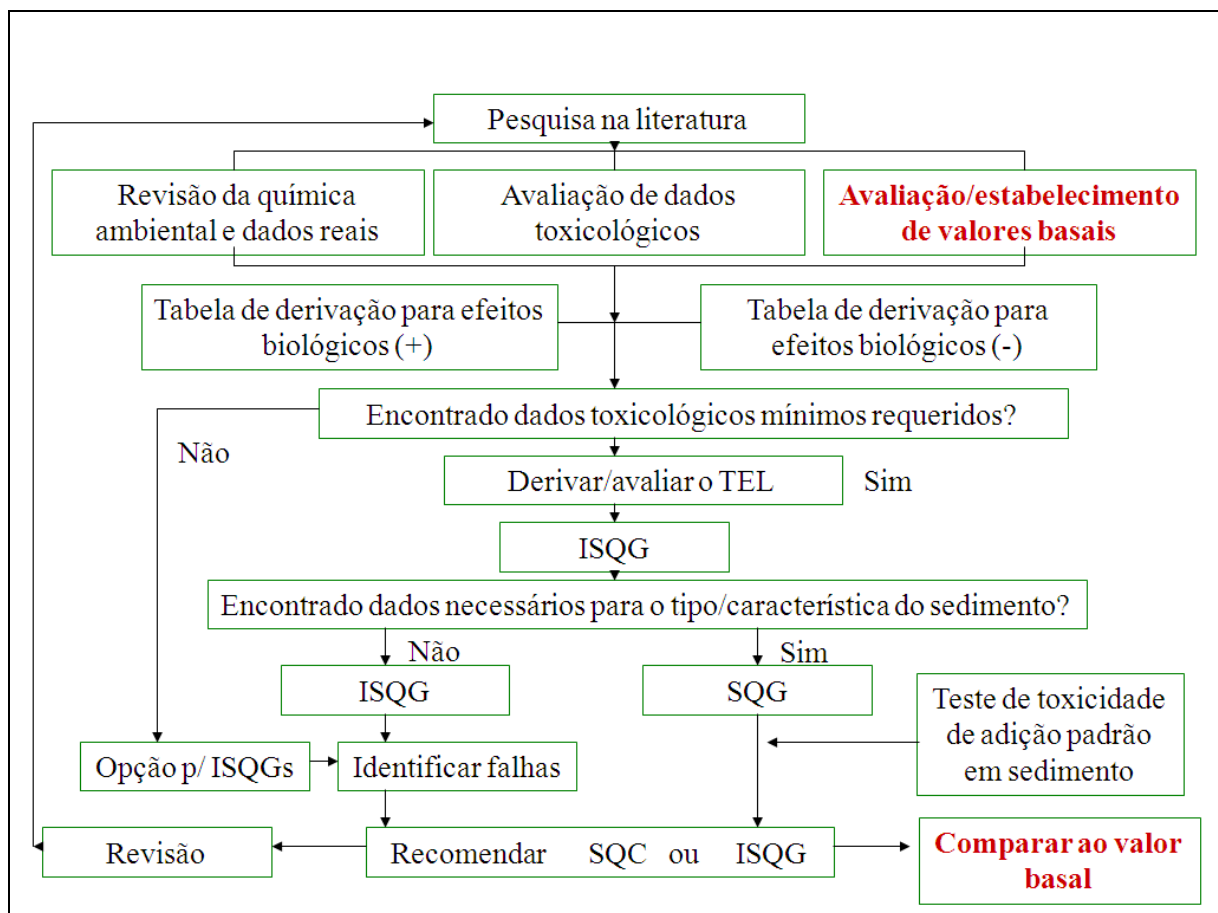 Pesquisa na literatura
Revisão da química
ambiental e dados reais
Avaliação de dados
toxicológicos
Avaliação/estabelecimento
de valores basais
Tabela de derivação para efeitos
biológicos (+)
Tabela de derivação para
efeitos biológicos (-)
Encontrado dados toxicológicos mínimos requeridos?
Não
Derivar/avaliar o TEL
Sim
ISQG
Encontrado dados necessários para o tipo/característica do sedimento?
Não
Sim
ISQG
SQG
Teste de toxicidade
de adição padrão
em sedimento
Opção p/ ISQGs
Identificar falhas
Revisão
Recomendar SQC ou ISQG
Comparar ao valor
basal